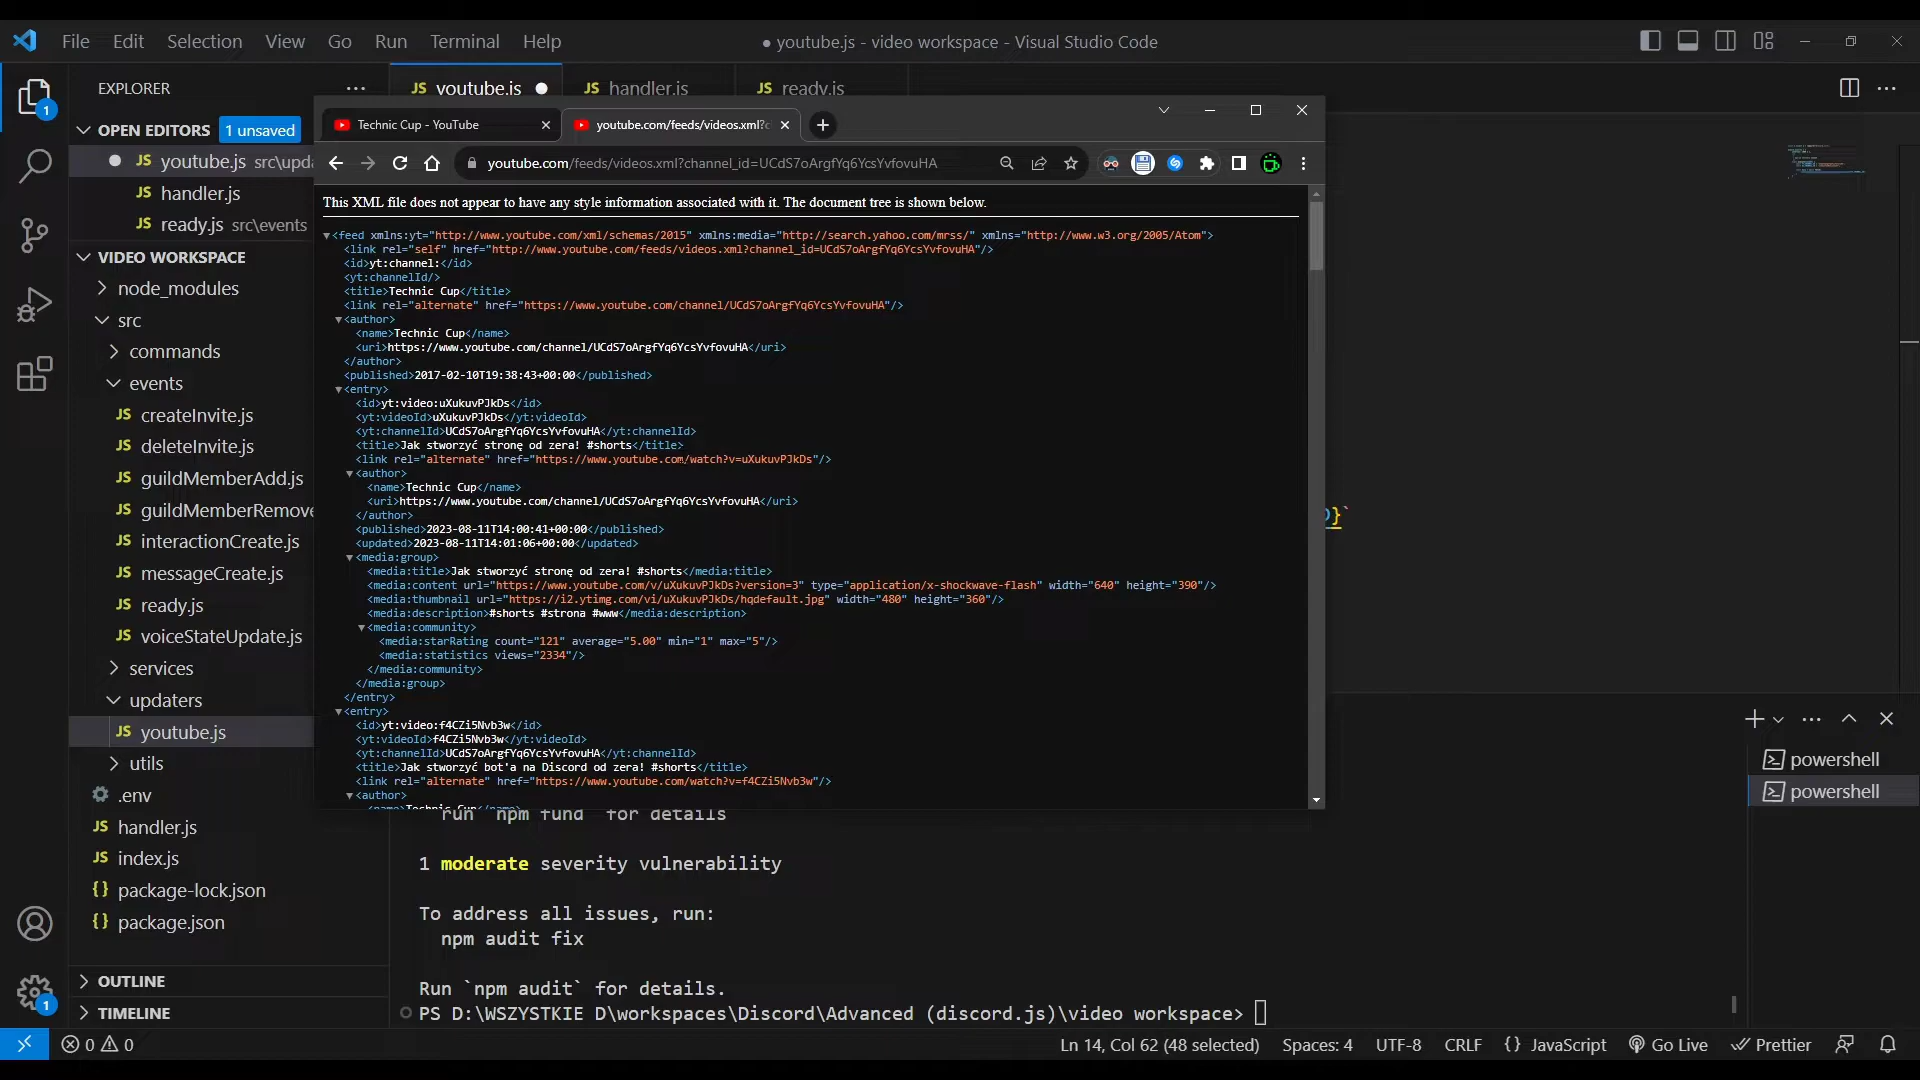 File Edit Selection View Go Run Terminal Help
● youtube.js - video workspace - Visual Studio Code
EXPLORER
JS youtube.js
JS handler.js
JS ready.js
OPEN EDITORS 1 unsaved
JS youtube.js
JS handler.js
JS ready.js src\events
VIDEO WORKSPACE
node_modules
src
commands
events
JS createInvite.js
JS deleteInvite.js
JS guildMemberAdd.js
JS guildMemberRemove
JS interactionCreate.js
JS messageCreate.js
JS ready.js
JS voiceStateUpdate.js
services
updaters
JS youtube.js
utils
.env
JS handler.js
JS index.js
{} package-lock.json
{} package.json
OUTLINE
TIMELINE
1
1
Technic Cup - YouTube
youtube.com/feeds/videos.xml?c
youtube.com/feeds/videos.xml?channel_id=UCdS7oArgfYq6YcsYvfovuHA
This XML file does not appear to have any style information associated with it. The document tree is shown below.
<feed xmlns:yt="http://www.youtube.com/xml/schemas/2015" xmlns:media="http://search.yahoo.com/mrss/" xmlns="http://www.w3.org/2005/Atom">
<link rel="self" href="http://www.youtube.com/feeds/videos.xml?channel_id=UCdS7oArgfYq6YcsYvfovuHA"/>
<id>yt:channel:</id>
<yt:channelId/>
<title>Technic Cup</title>
<link rel="alternate" href="https://www.youtube.com/channel/UCdS7oArgfYq6YcsYvfovuHA"/>
<author>
<name>Technic Cup</name>
<uri>https://www.youtube.com/channel/UCdS7oArgfYq6YcsYvfovuHA</uri>
</author>
<published>2017-02-10T19:38:43+00:00</published>
<entry>
<id>yt:video:uXukuvPJkDs</id>
<yt:videoId>uXukuvPJkDs</yt:videoId>
<yt:channelId>UCdS7oArgfYq6YcsYvfovuHA</yt:channelId>
<title>Jak stworzyć stronę od zera! #shorts</title>
<link rel="alternate" href="https://www.youtube.com/watch?v=uXukuvPJkDs"/>
<author>
<name>Technic Cup</name>
<uri>https://www.youtube.com/channel/UCdS7oArgfYq6YcsYvfovuHA</uri>
</author>
<published>2023-08-11T14:00:41+00:00</published>
<updated>2023-08-11T14:01:06+00:00</updated>
<media:group>
<media:title>Jak stworzyć stronę od zera! #shorts</media:title>
<media:content url="https://www.youtube.com/v/uXukuvPJkDs?version=3" type="application/x-shockwave-flash" width="640" height="390"/>
<media:thumbnail url="https://i2.ytimg.com/vi/uXukuvPJkDs/hqdefault.jpg" width="480" height="360"/>
<media:description>#shorts #strona #www</media:description>
<media:community>
<media:starRating count="121" average="5.00" min="1" max="5"/>
<media:statistics views="2334"/>
</media:community>
</media:group>
</entry>
<entry>
<id>yt:video:f4CZi5Nvb3w</id>
<yt:videoId>f4CZi5Nvb3w</yt:videoId>
<yt:channelId>UCdS7oArgfYq6YcsYvfovuHA</yt:channelId>
<title>Jak stworzyć bot'a na Discord od zera! #shorts</title>
<link rel="alternate" href="https://www.youtube.com/watch?v=f4CZi5Nvb3w"/>
<author>
<name>Technic Cup</name>
}`
run `npm fund` for details
1 moderate severity vulnerability
To address all issues, run:
npm audit fix
Run `npm audit` for details.
PS D:\WSZYSTKIE D\workspaces\Discord\Advanced (discord.js)\video workspace>
powershell
powershell
0 0
Ln 14, Col 62 (48 selected) Spaces: 4 UTF-8 CRLF {} JavaScript Go Live Prettier